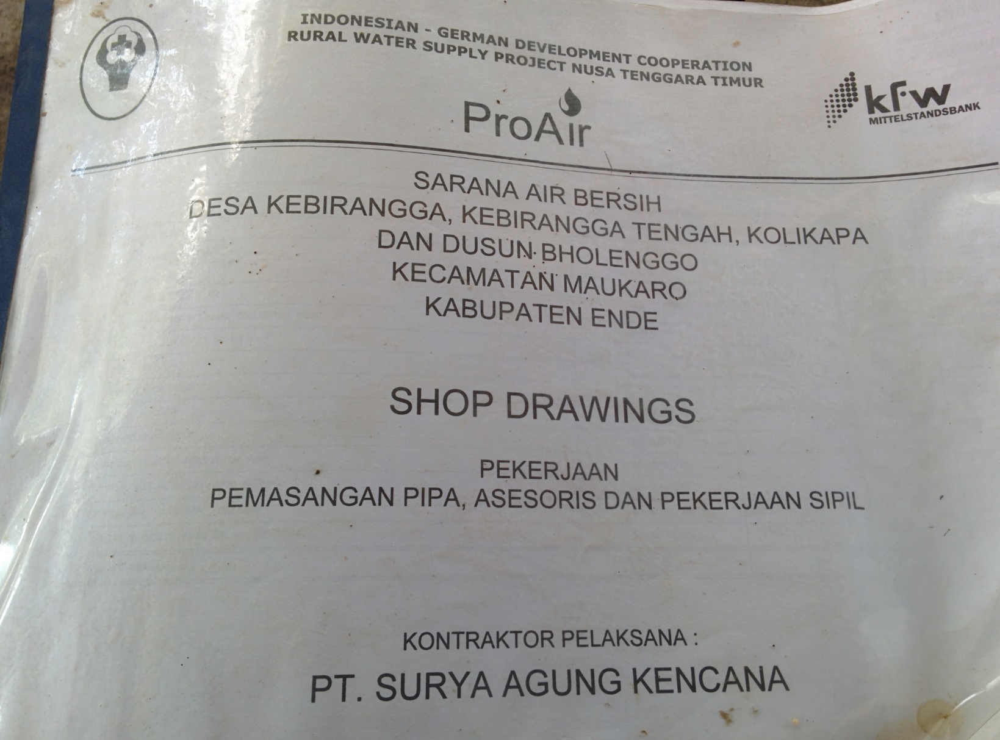 INDONESIAN - GERMAN DEVELOPMENT COOPERATION
RURAL WATER SUPPLY PROJECT NUSA TENGGARA TIMUR
ProAir
kfw
MITTELSTANDSBANK
SARANA AIR BERSIH
DESA KEBIRANGGA, KEBIRANGGA TENGAH, KOLIKAPA
DAN DUSUN BHOLENGGO
KECAMATAN MAUKARO
KABUPATEN ENDE
SHOP DRAWINGS
PEKERJAAN
PEMASANGAN PIPA, ASESORIS DAN PEKERJAAN SIPIL
KONTRAKTOR PELAKSANA :
PT. SURYA AGUNG KENCANA